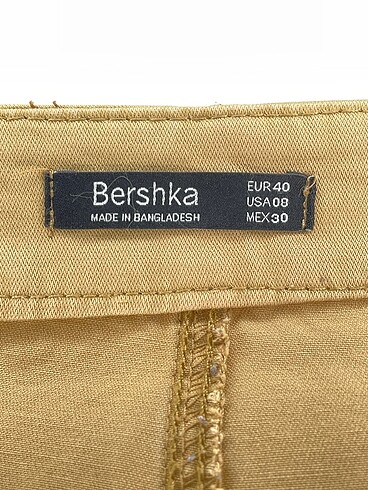 Bershka
MADE IN BANGLADESH
EUR 40
USA 08
MEX 30